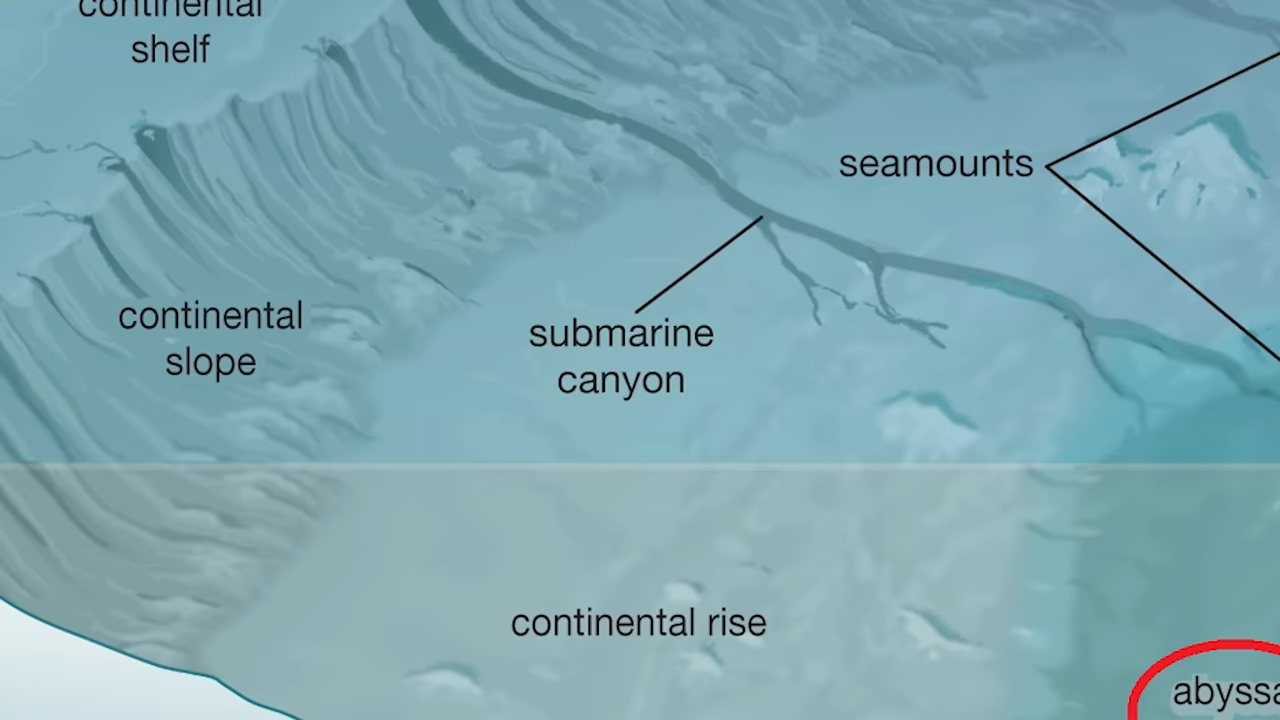 continental
shelf
seamounts
continental
slope
submarine
canyon
continental rise
abyssa